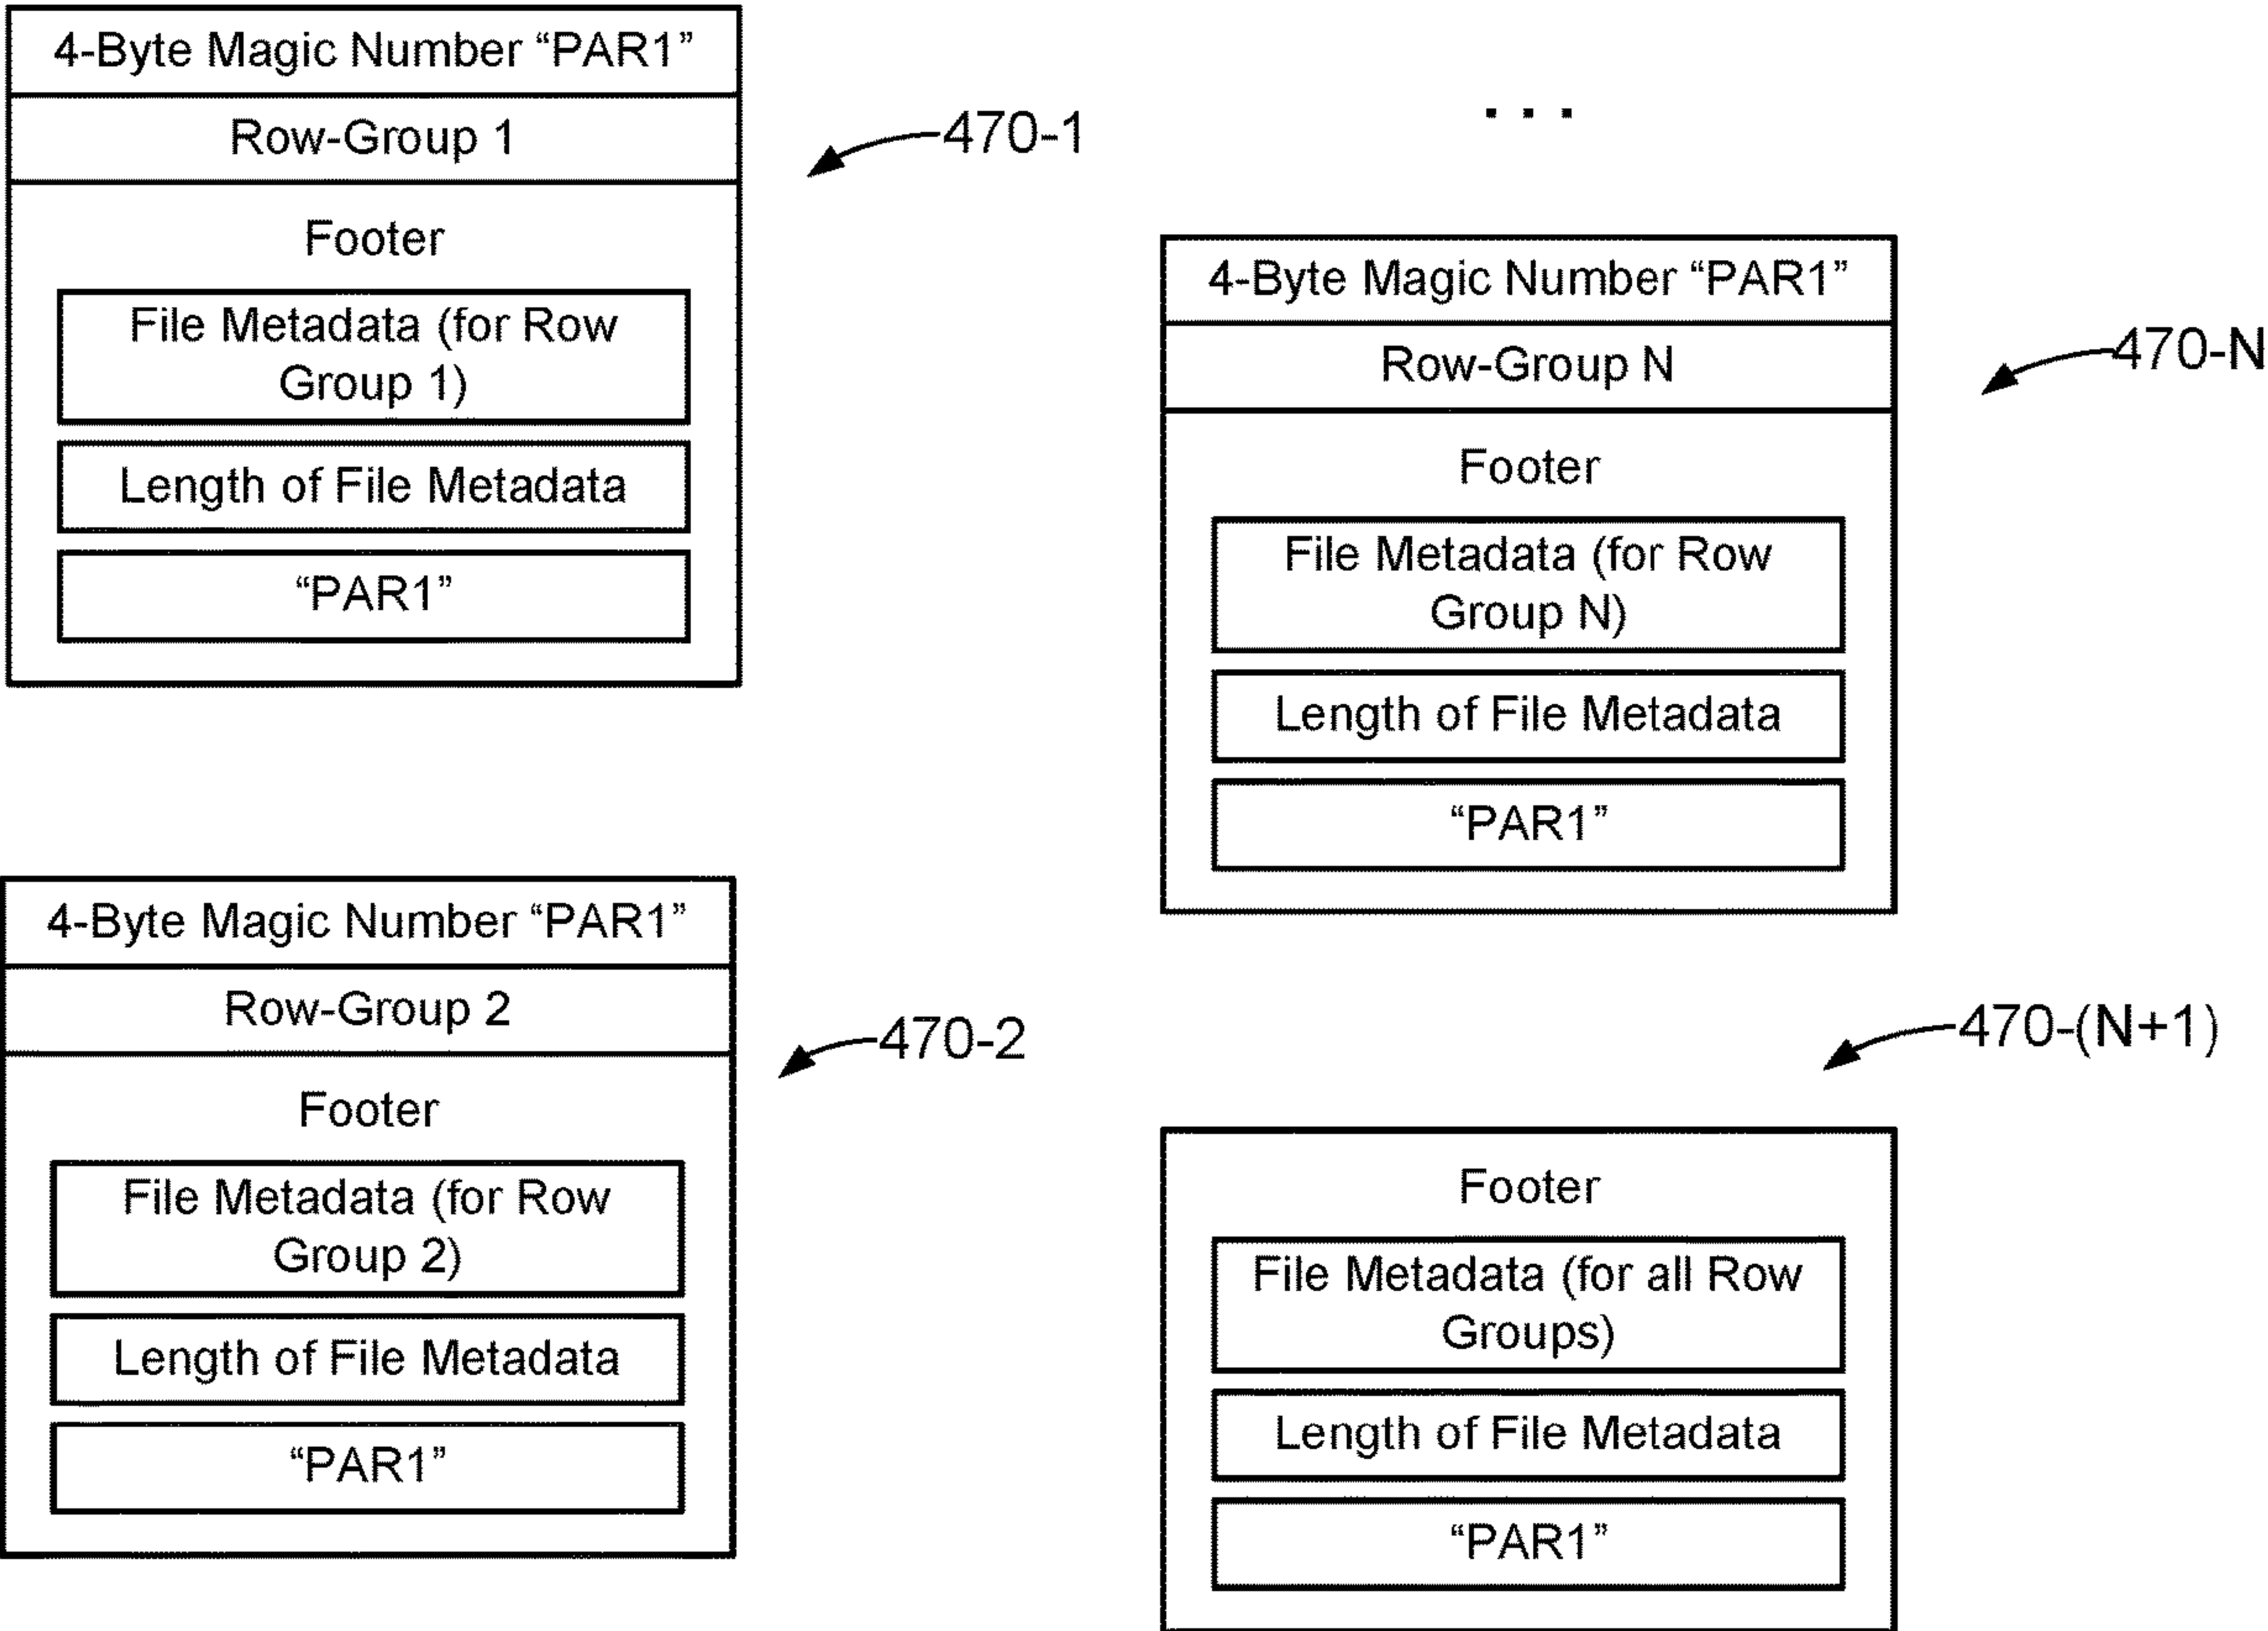 4-Byte Magic Number “PAR1”
Row-Group 1
Footer
File Metadata (for Row
Group 1)
Length of File Metadata
“PAR1”
470-1
4-Byte Magic Number “PAR1”
Row-Group 2
Footer
File Metadata (for Row
Group 2)
Length of File Metadata
“PAR1”
470-2
. . .
4-Byte Magic Number “PAR1”
Row-Group N
Footer
File Metadata (for Row
Group N)
Length of File Metadata
“PAR1”
470-N
470-(N+1)
Footer
File Metadata (for all Row
Groups)
Length of File Metadata
“PAR1”